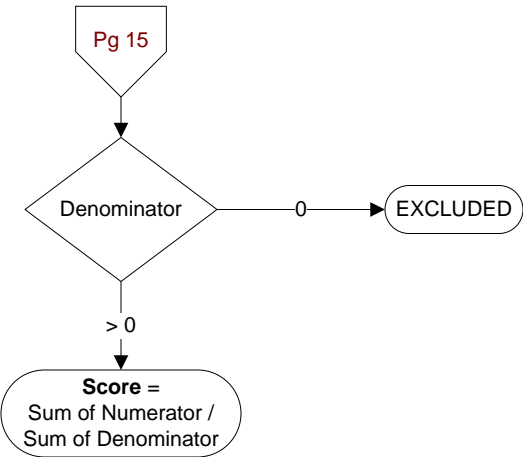 Pg 15
Denominator
0
EXCLUDED
> 0
Score =
Sum of Numerator /
Sum of Denominator